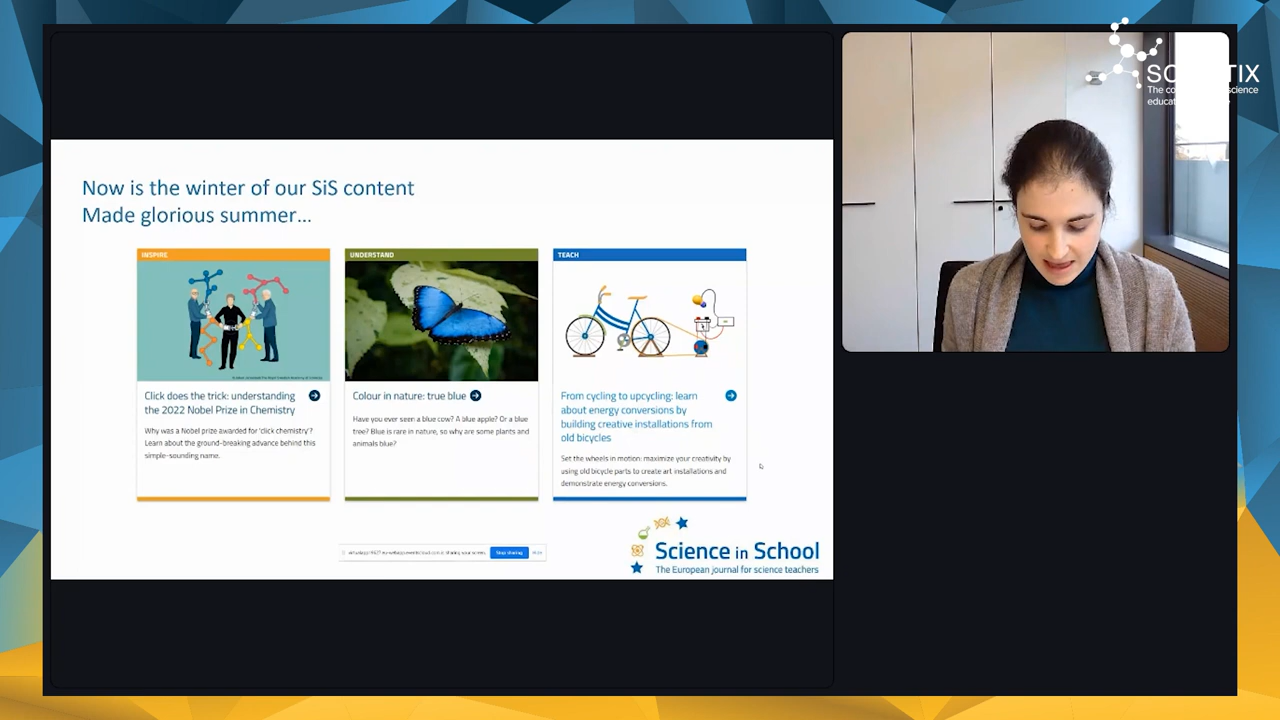 Now is the winter of our SiS content
Made glorious summer...
INSPIRE
Click does the trick: understanding
the 2022 Nobel Prize in Chemistry
Why was a Nobel prize awarded for 'click chemistry'?
Learn about the ground-breaking advance behind this
simple-sounding name.
UNDERSTAND
Colour in nature: true blue
Have you ever seen a blue cow? A blue apple? Or a blue
tree? Blue is rare in nature, so why are some plants and
animals blue?
TEACH
From cycling to upcycling: learn
about energy conversions by
building creative installations from
old bicycles
Set the wheels in motion: maximize your creativity by
using old bicycle parts to create art installations and
demonstrate energy conversions.
Stop sharing
Hide
Science in School
The European journal for science teachers